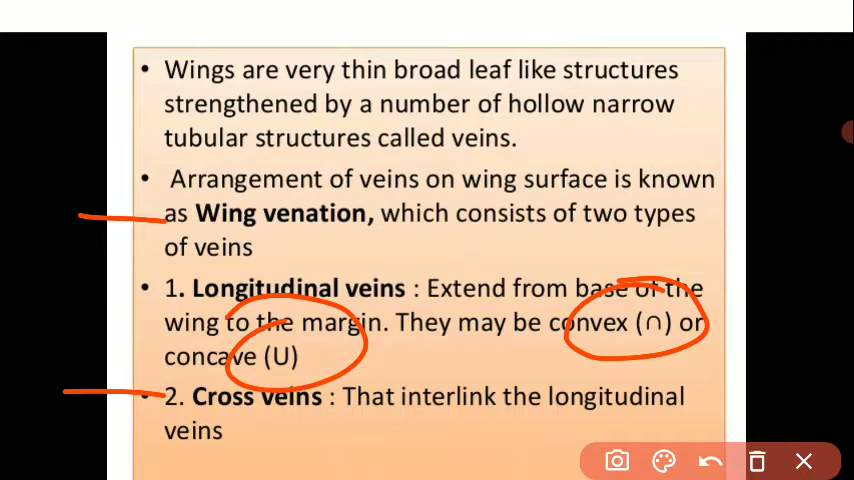 • Wings are very thin broad leaf like structures
strengthened by a number of hollow narrow
tubular structures called veins.
• Arrangement of veins on wing surface is known
as Wing venation, which consists of two types
of veins
• 1. Longitudinal veins : Extend from base of the
wing to the margin. They may be convex (∩) or
concave (U)
• 2. Cross veins : That interlink the longitudinal
veins